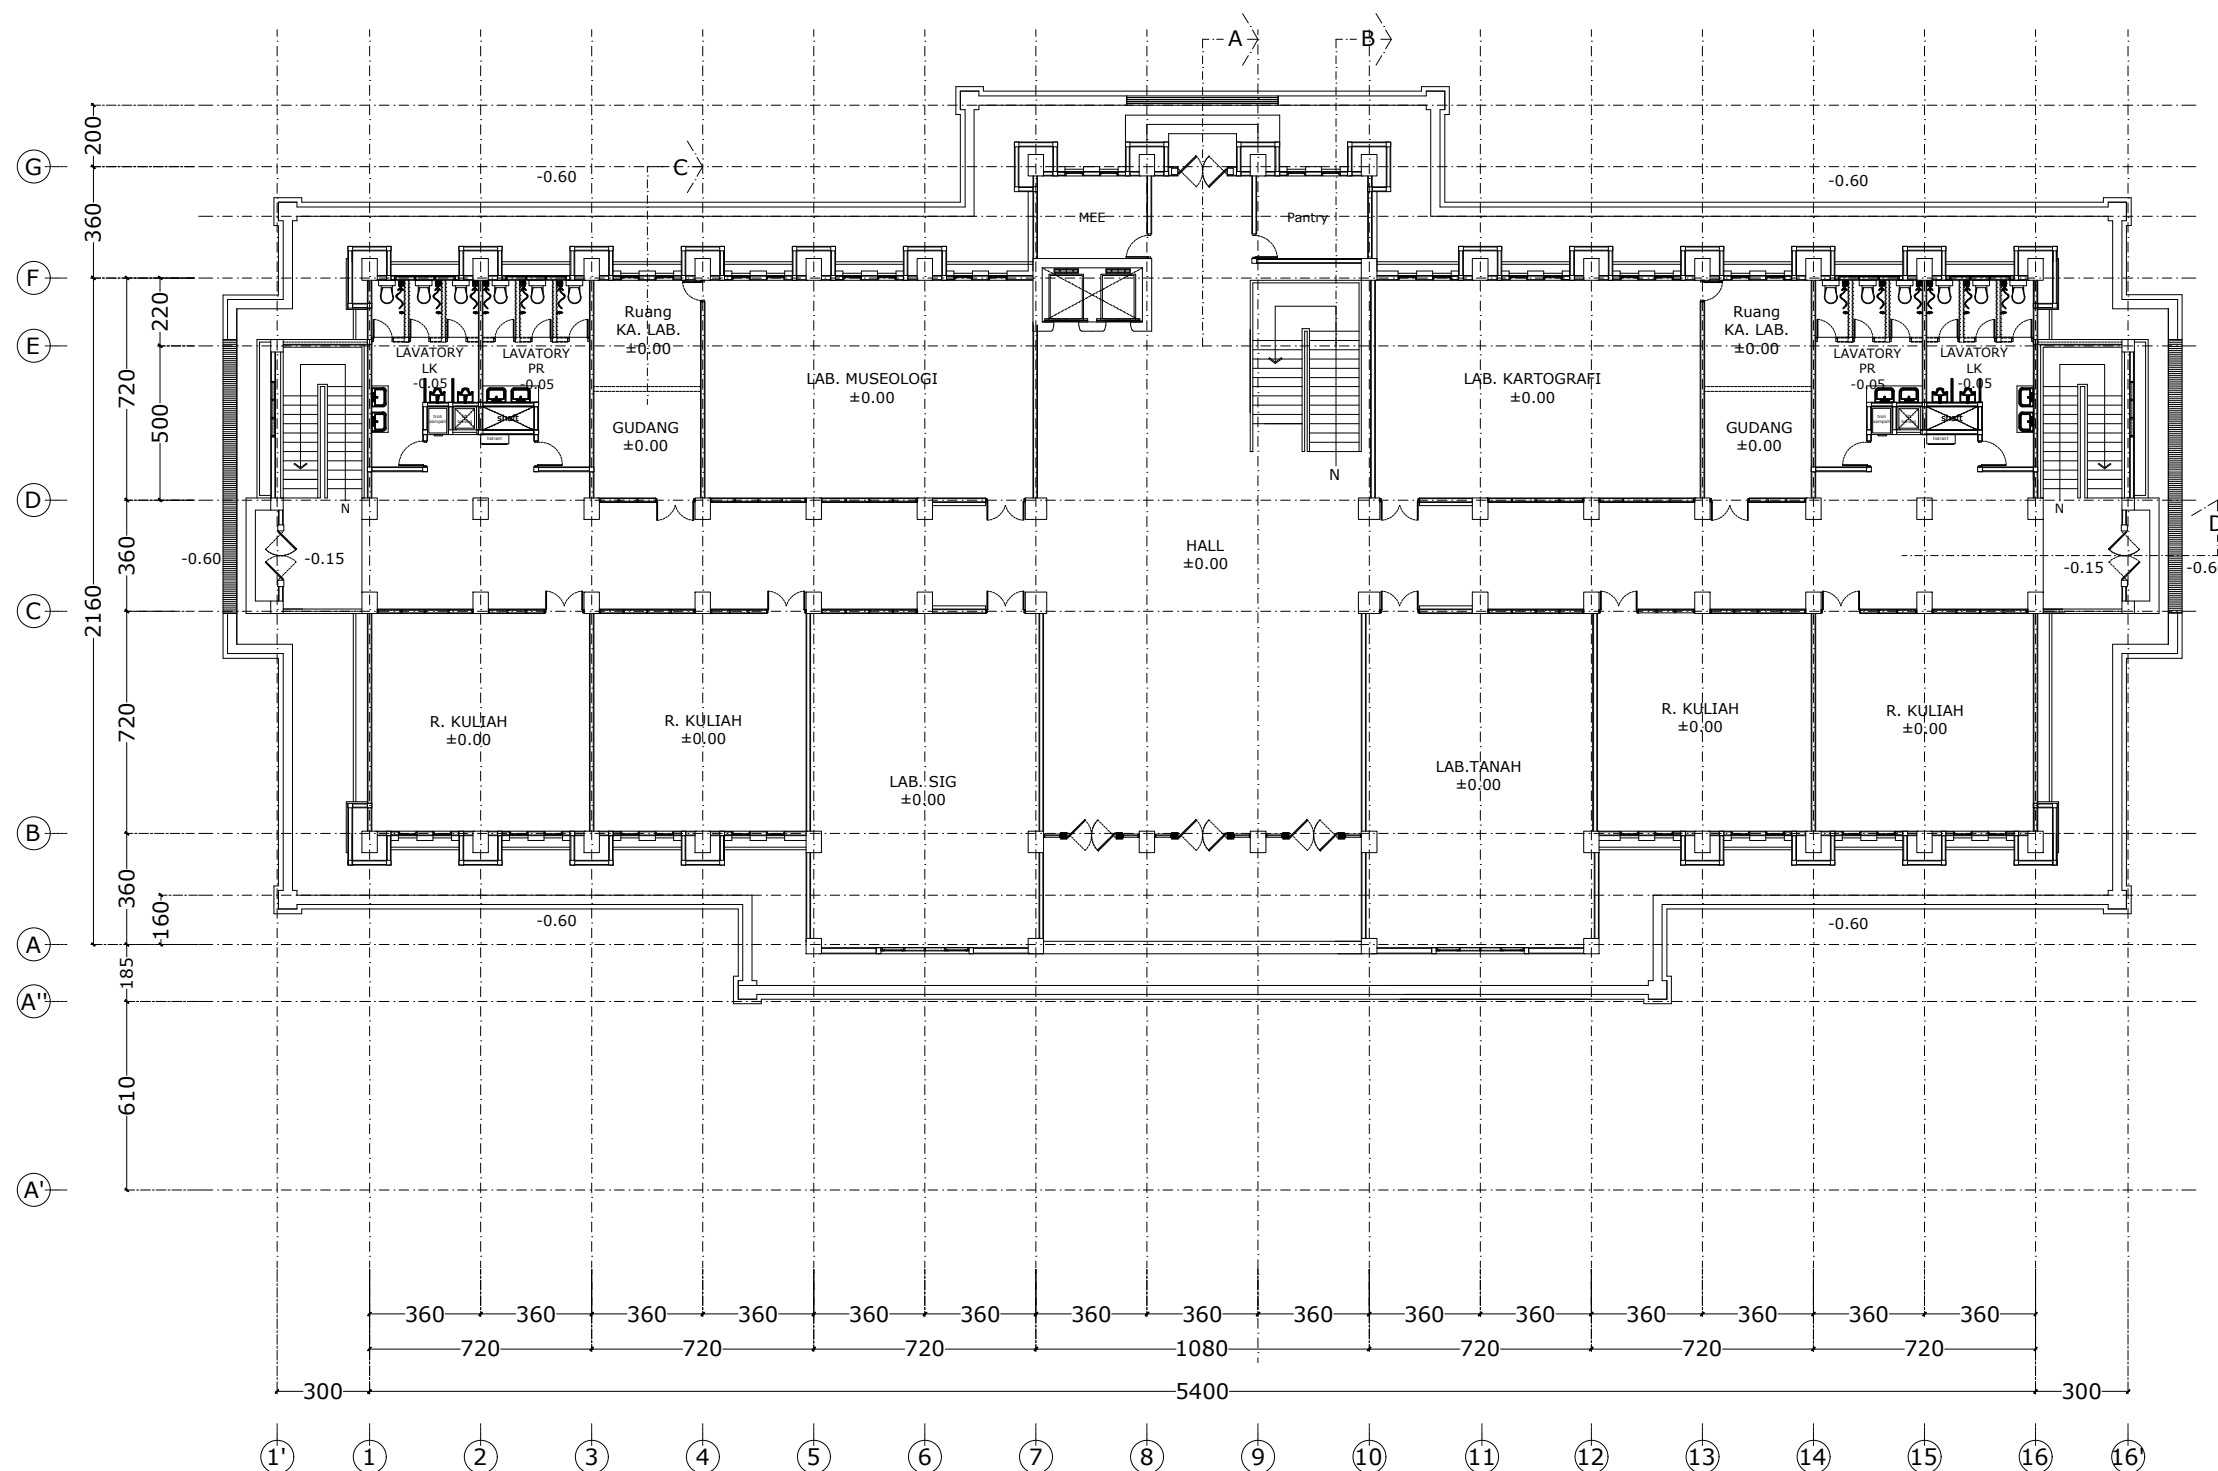 A
B
200
G
C
-0.60
-0.60
360
MEE
Pantry
F
220
Ruang
KA. LAB.
±0.00
Ruang
KA. LAB.
±0.00
E
LAVATORY
LK
-0.05
LAVATORY
PR
-0.05
LAVATORY
PR
-0.05
LAVATORY
LK
-0.05
720
LAB. MUSEOLOGI
±0.00
LAB. KARTOGRAFI
±0.00
500
shaft
shaft
GUDANG
±0.00
GUDANG
±0.00
N
D
N
N
D
-0.60
-0.15
HALL
±0.00
-0.15
-0.6
360
2160
C
720
R. KULIAH
±0.00
R. KULIAH
±0.00
R. KULIAH
±0.00
R. KULIAH
±0.00
LAB. SIG
±0.00
LAB.TANAH
±0.00
B
360
160
-0.60
-0.60
A
185
A''
610
A'
360 360 360 360 360 360 360 360 360 360 360 360 360 360 360
720 720 720 1080 720 720 720
300 5400 300
1' 1 2 3 4 5 6 7 8 9 10 11 12 13 14 15 16 16'